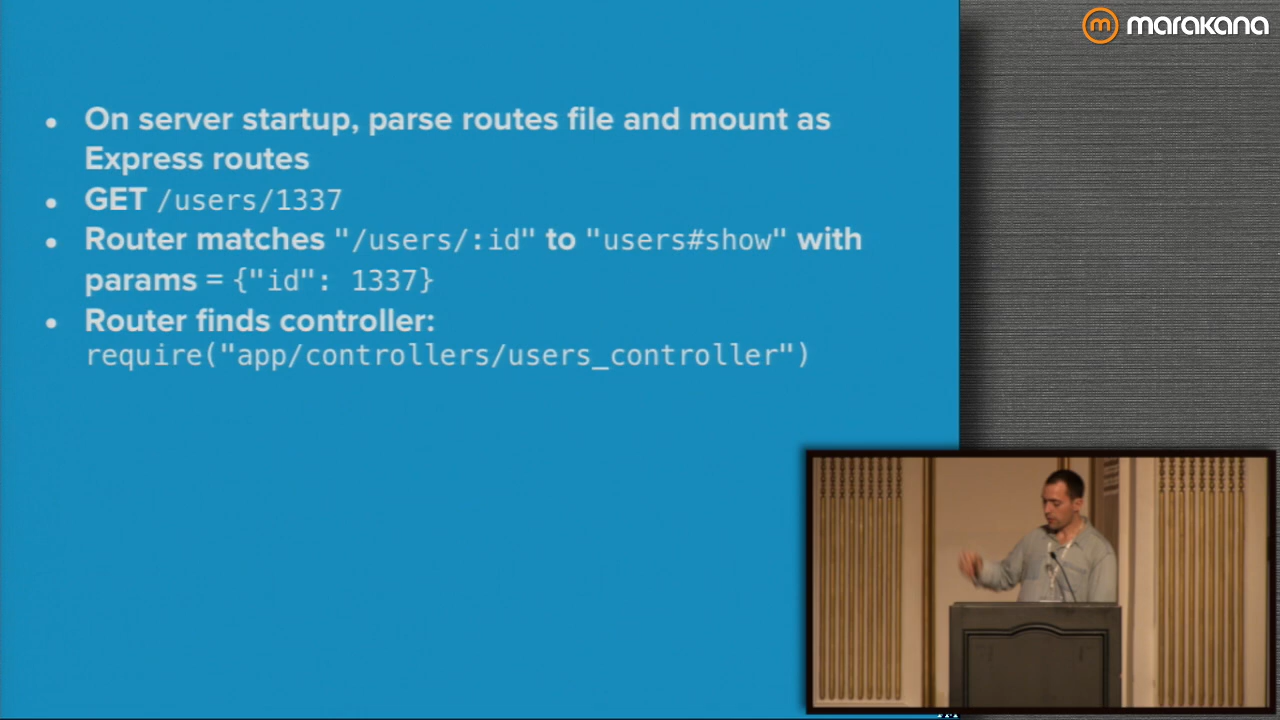 marakana
• On server startup, parse routes file and mount as
Express routes
• GET /users/1337
• Router matches "/users/:id" to "users#show" with
params = {"id": 1337}
• Router finds controller:
require("app/controllers/users_controller")